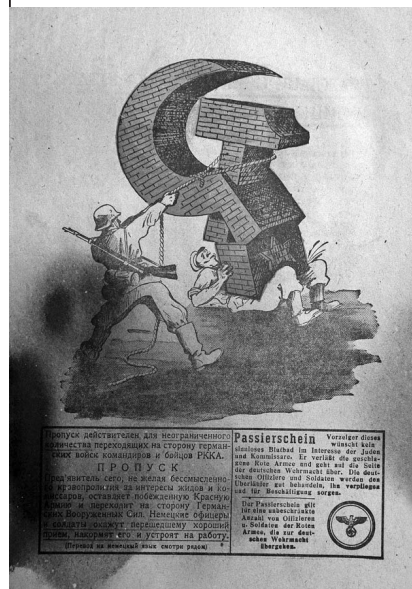 Пропуск действителен для неограниченного
количества переходящих на сторону герман-
ских войск командиров и бойцов РККА.
ПРОПУСК
Пред'явитель сего, не желая бессмысленно-
го кровопролития за интересы жидов и ко-
миссаров, оставляет побежденную Красную
Армию и переходит на сторону Герман-
ских Вооруженных Сил. Немецкие офицеры
и солдаты окажут перешедшему хороший
прием, накормят его и устроят на работу.
(Перевод на немецкий язык смотри рядом)
Passierschein Vorzeiger dieses
wünscht kein
sinnloses Blutbad im Interesse der Juden
und Kommissare. Er verläßt die geschla-
gene Rote Armee und geht auf die Seite
der deutschen Wehrmacht über. Die deut-
schen Offiziere und Soldaten werden den
Überläufer gut behandeln, ihn verpflegen
und für Beschäftigung sorgen.
Der Passierschein gilt
für eine unbeschränkte
Anzahl von Offizieren
u. Soldaten der Roten
Armee, die zur deut-
schen Wehrmacht
übergehen.